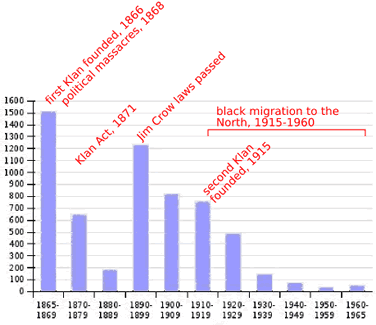 first Klan founded, 1866
political massacres, 1868
Klan Act, 1871
Jim Crow laws passed
black migration to the
North, 1915-1960
second Klan
founded, 1915
1600
1500
1400
1300
1200
1100
1000
900
800
700
600
500
400
300
200
100
0
1865- 1870- 1880- 1890- 1900- 1910- 1920- 1930- 1940- 1950- 1960-
1869 1879 1889 1899 1909 1919 1929 1939 1949 1959 1965